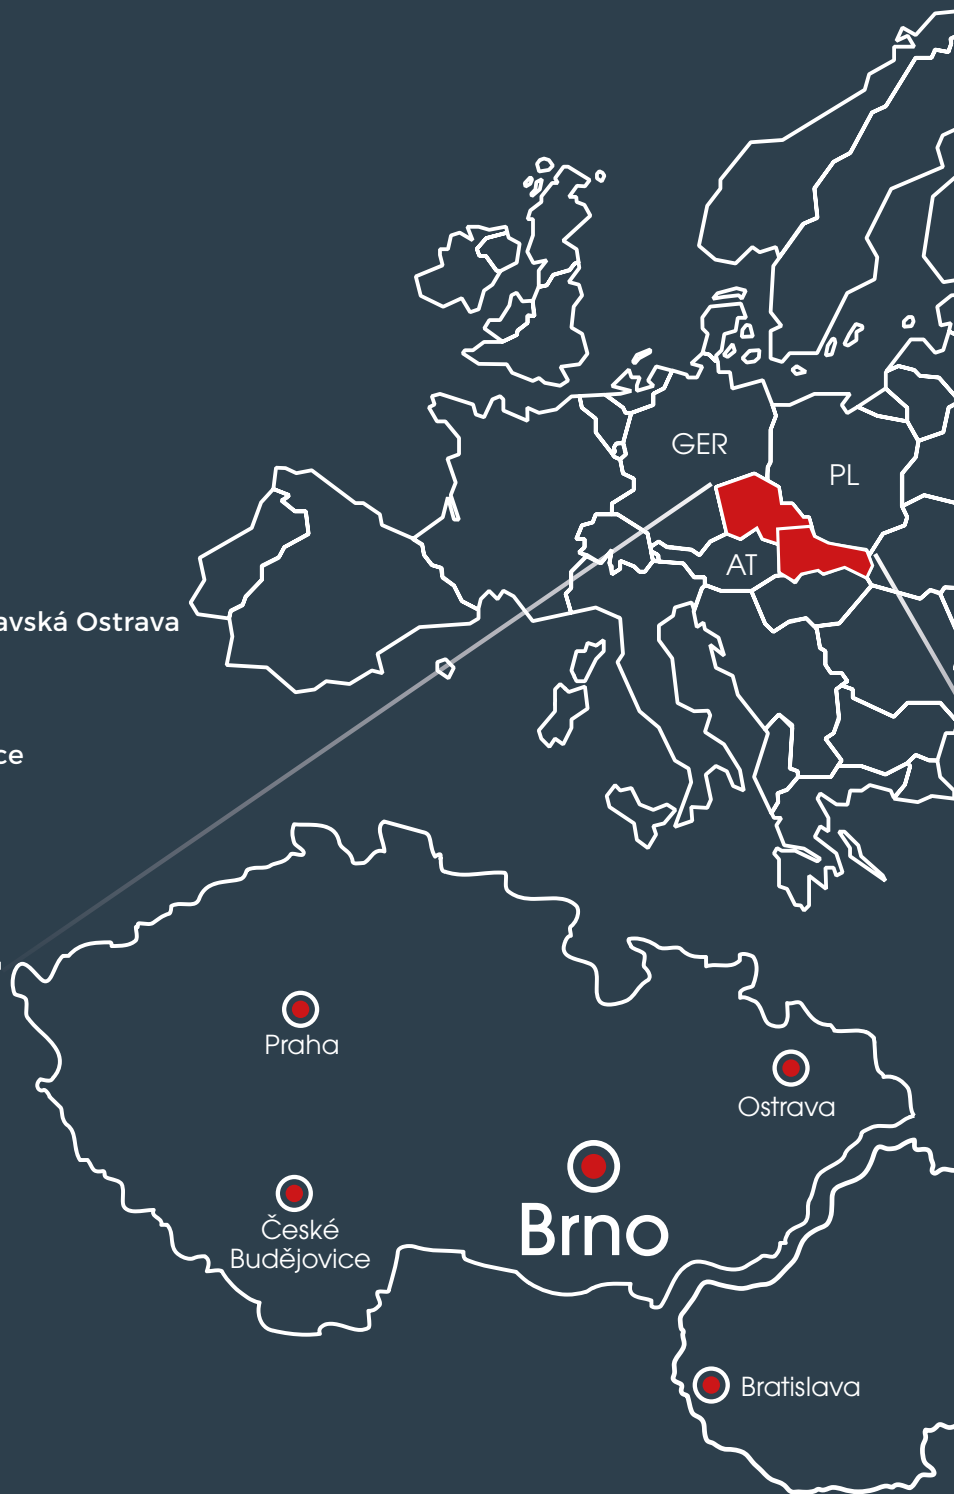 GER
PL
AT
avská Ostrava
ce
Praha
Ostrava
Brno
České
Budějovice
Bratislava